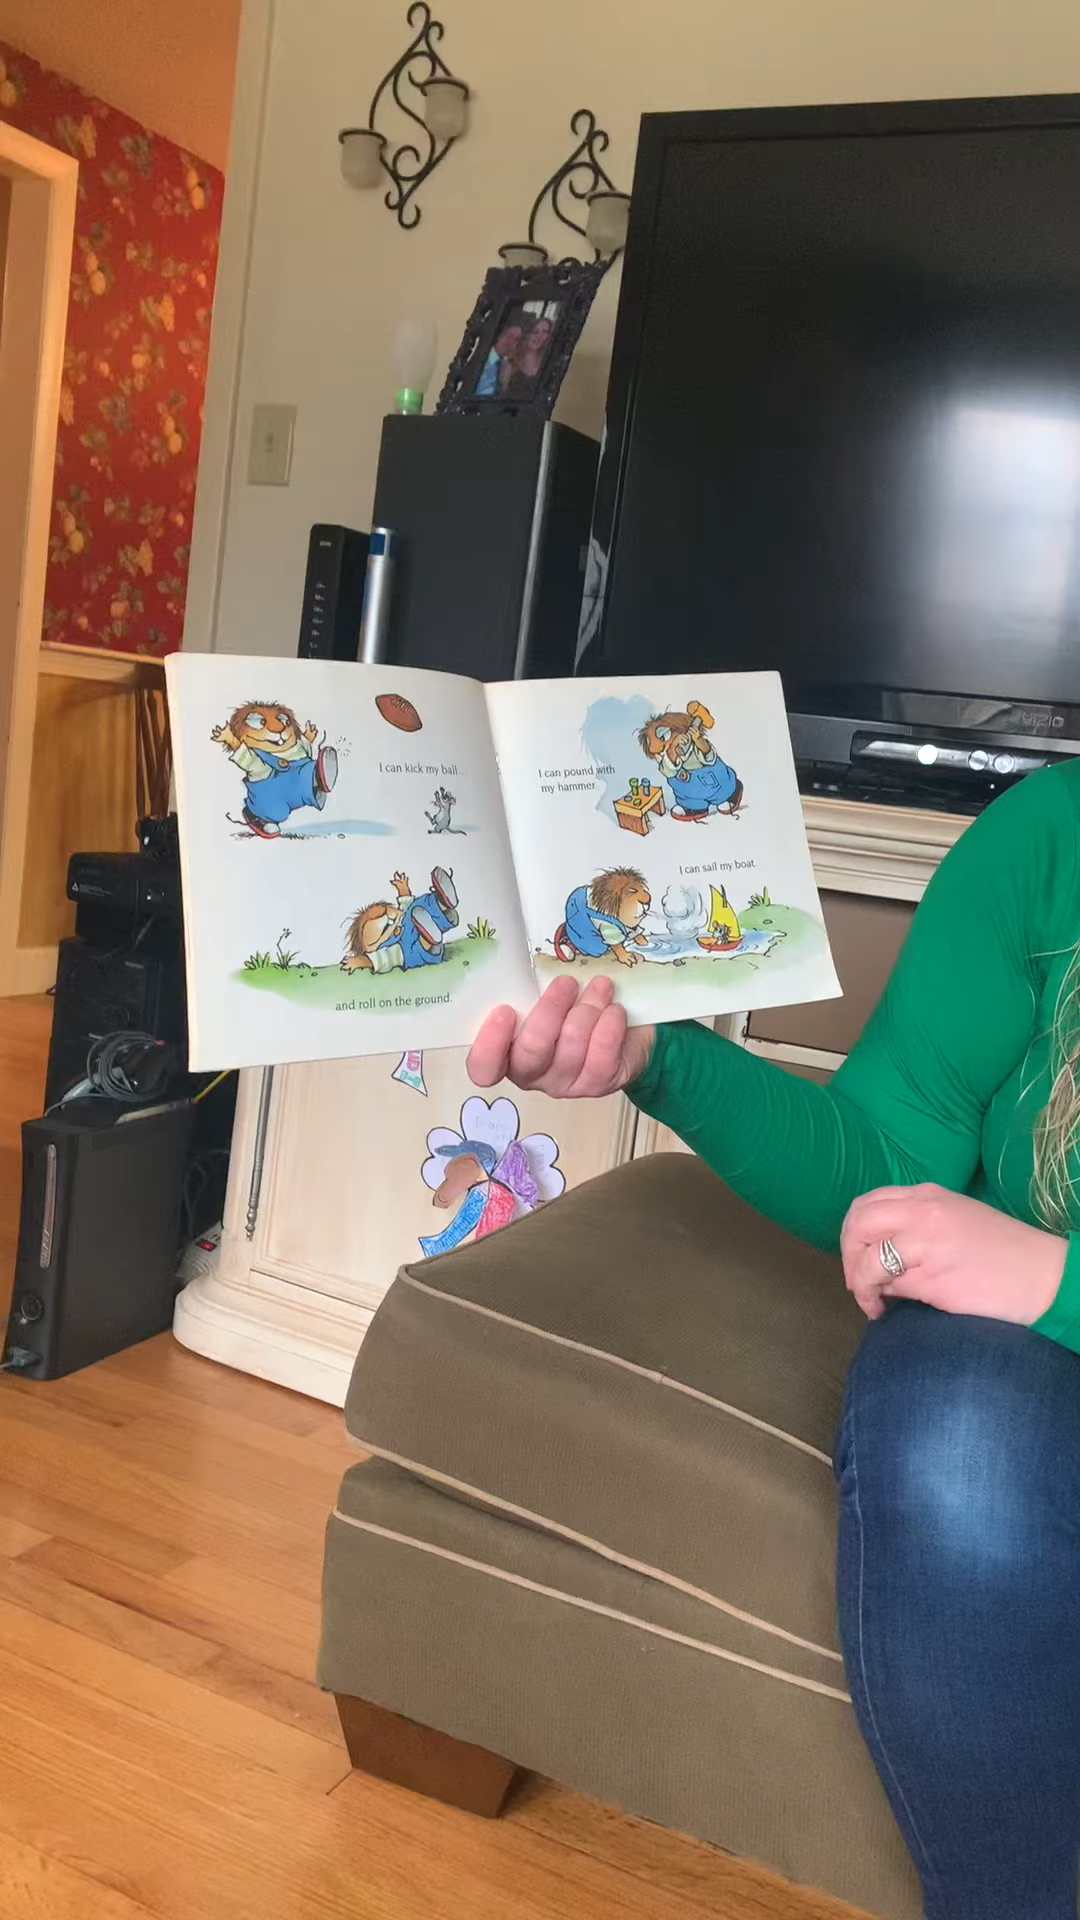 I can kick my ball...
and roll on the ground.
I can pound with
my hammer.
I can sail my boat.
VIZIO